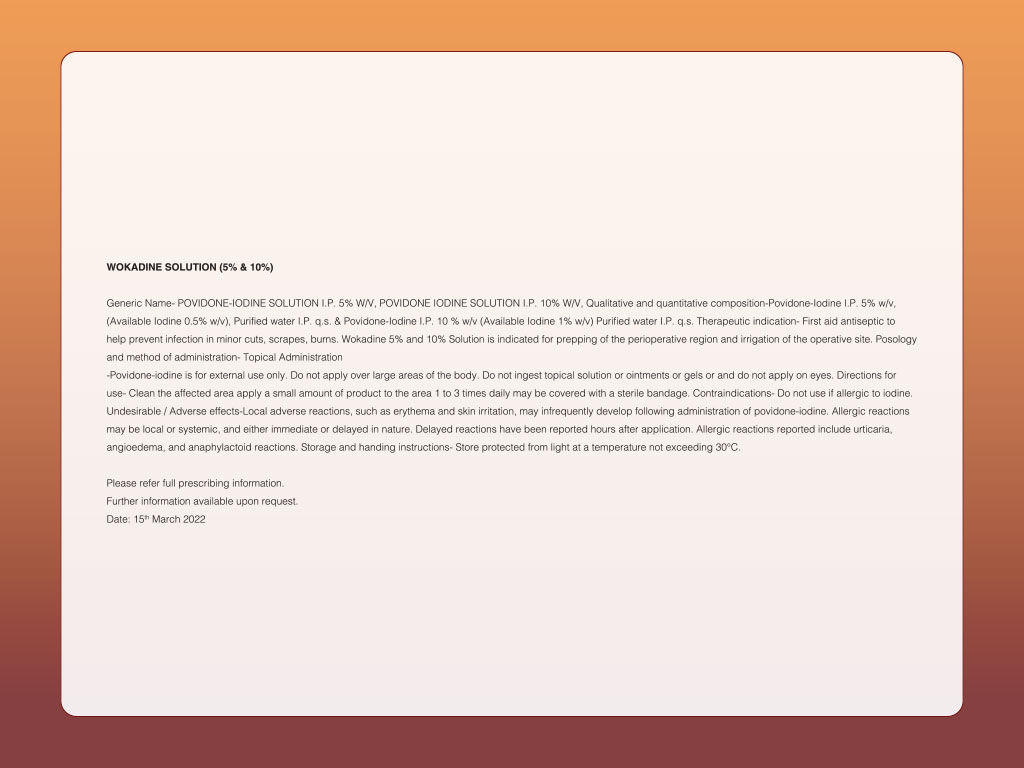 WOKADINE SOLUTION (5% & 10%)
Generic Name- POVIDONE-IODINE SOLUTION I.P. 5% W/V, POVIDONE IODINE SOLUTION I.P. 10% W/V, Qualitative and quantitative composition-Povidone-Iodine I.P. 5% w/v,
(Available Iodine 0.5% w/v), Purified water I.P. q.s. & Povidone-Iodine I.P. 10 % w/v (Available Iodine 1% w/v) Purified water I.P. q.s. Therapeutic indication- First aid antiseptic to
help prevent infection in minor cuts, scrapes, burns. Wokadine 5% and 10% Solution is indicated for prepping of the perioperative region and irrigation of the operative site. Posology
and method of administration- Topical Administration
-Povidone-iodine is for external use only. Do not apply over large areas of the body. Do not ingest topical solution or ointments or gels or and do not apply on eyes. Directions for
use- Clean the affected area apply a small amount of product to the area 1 to 3 times daily may be covered with a sterile bandage. Contraindications- Do not use if allergic to iodine.
Undesirable / Adverse effects-Local adverse reactions, such as erythema and skin irritation, may infrequently develop following administration of povidone-iodine. Allergic reactions
may be local or systemic, and either immediate or delayed in nature. Delayed reactions have been reported hours after application. Allergic reactions reported include urticaria,
angioedema, and anaphylactoid reactions. Storage and handing instructions- Store protected from light at a temperature not exceeding 30°C.
Please refer full prescribing information.
Further information available upon request.
Date: 15th March 2022